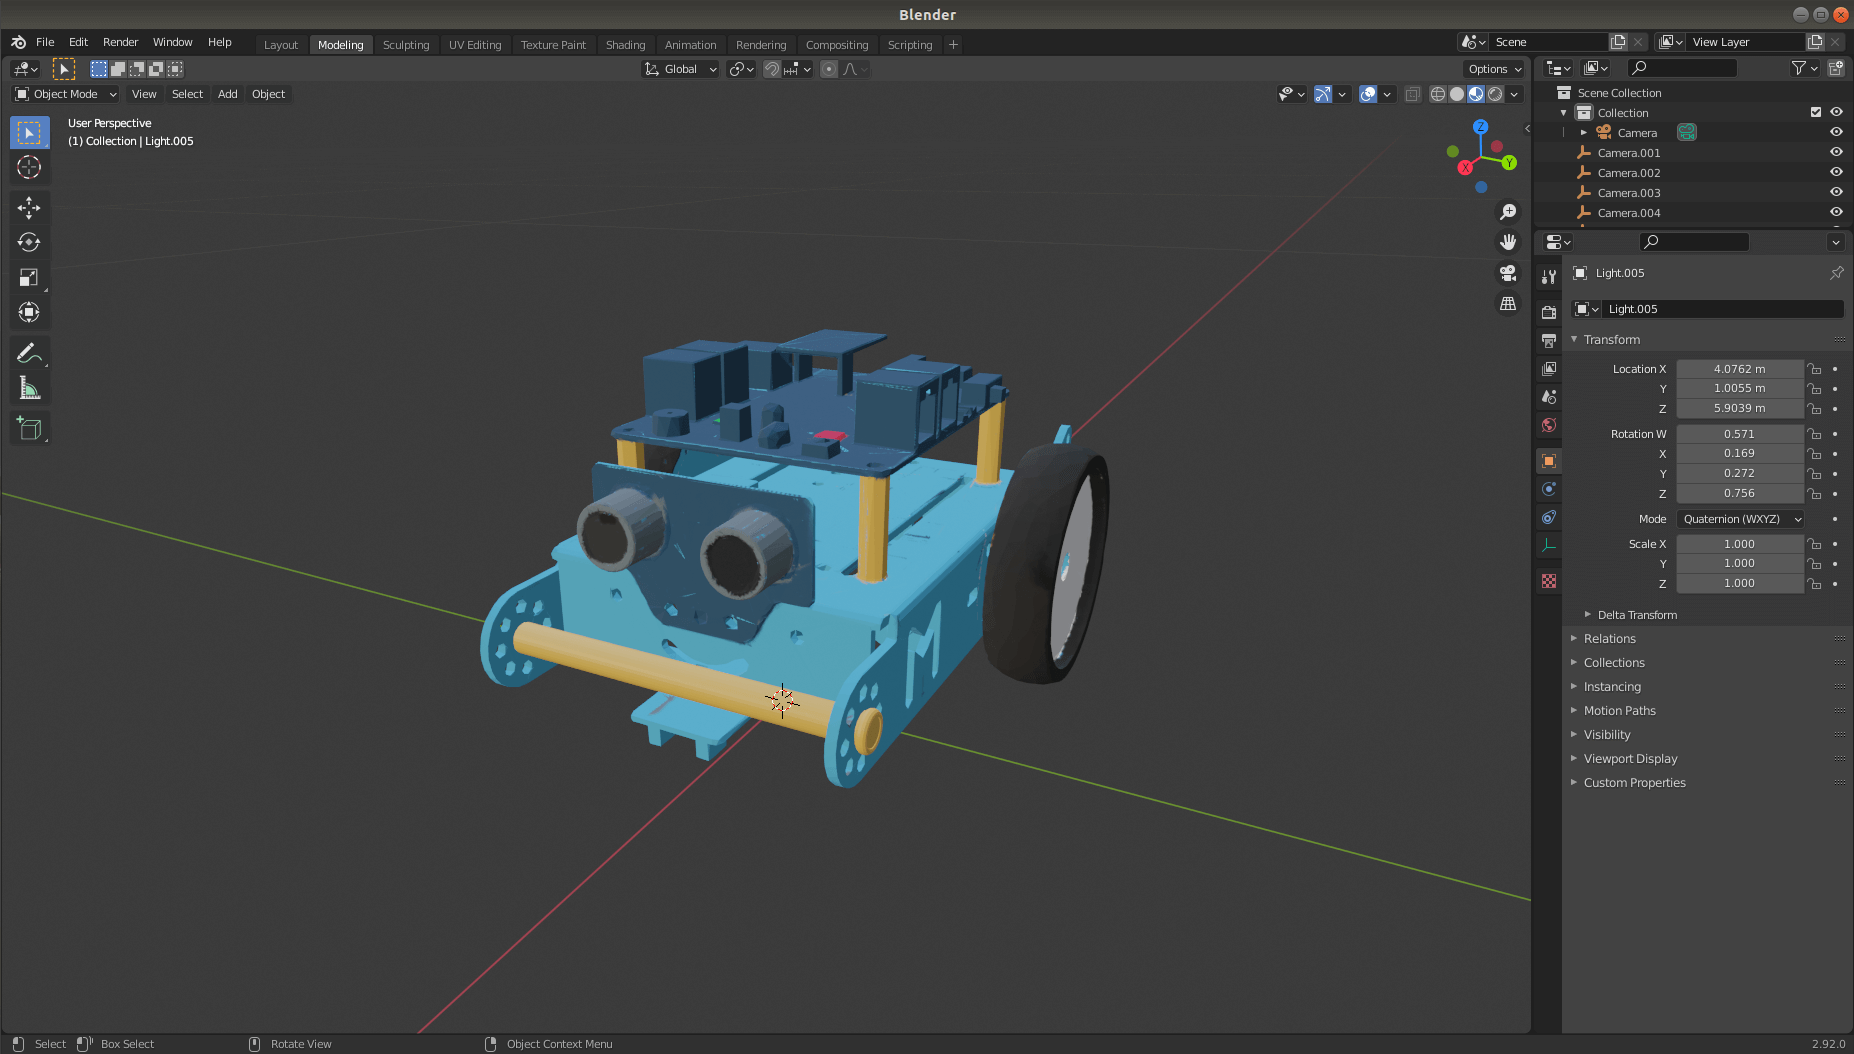 Blender
File Edit Render Window Help Layout Modeling Sculpting UV Editing Texture Paint Shading Animation Rendering Compositing Scripting + Scene View Layer
Global Options
Object Mode View Select Add Object
User Perspective
(1) Collection | Light.005
Z
Y
X
M
Scene Collection
Collection
Camera
Camera.001
Camera.002
Camera.003
Camera.004
Light.005
Light.005
Transform
Location X 4.0762 m
Y 1.0055 m
Z 5.9039 m
Rotation W 0.571
X 0.169
Y 0.272
Z 0.756
Mode Quaternion (WXYZ)
Scale X 1.000
Y 1.000
Z 1.000
Delta Transform
Relations
Collections
Instancing
Motion Paths
Visibility
Viewport Display
Custom Properties
Select Box Select Rotate View Object Context Menu 2.92.0